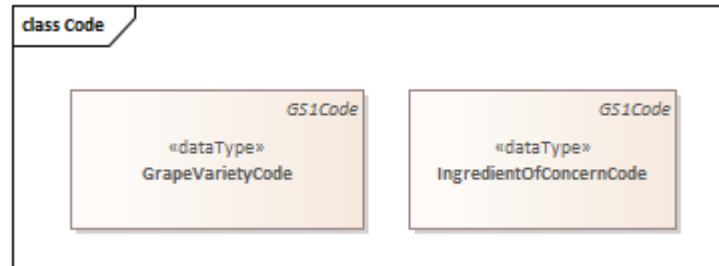 class Code
GS1Code
«dataType»
GrapeVarietyCode
GS1Code
«dataType»
IngredientOfConcernCode